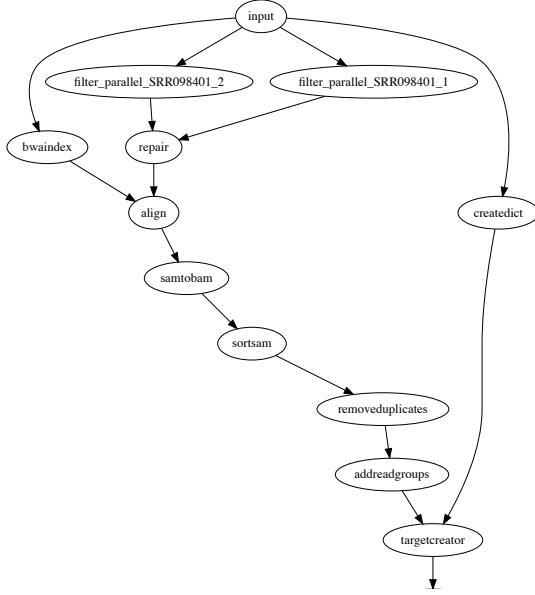 input
filter_parallel_SRR098401_2
filter_parallel_SRR098401_1
bwaindex
repair
align
createdict
samtobam
sortsam
removeduplicates
addreadgroups
targetcreator